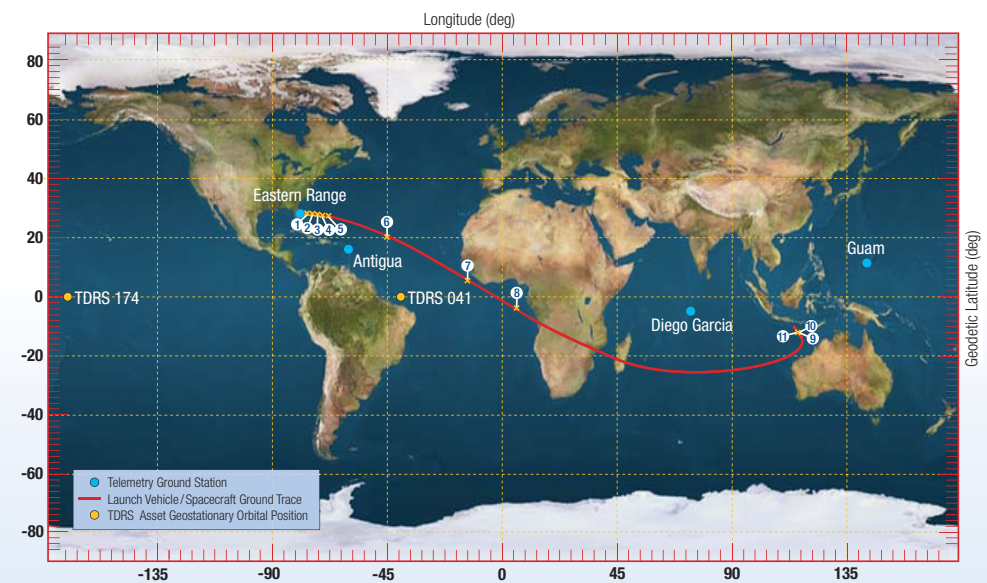 Longitude (deg)
80
60
40
20
0
-20
-40
-60
-80
Eastern Range
1
2
3
4
5
6
Antigua
7
TDRS 174
TDRS 041
8
Diego Garcia
Guam
10
11
9
Geodetic Latitude (deg)
Telemetry Ground Station
Launch Vehicle/Spacecraft Ground Trace
TDRS Asset Geostationary Orbital Position
-135
-90
-45
0
45
90
135